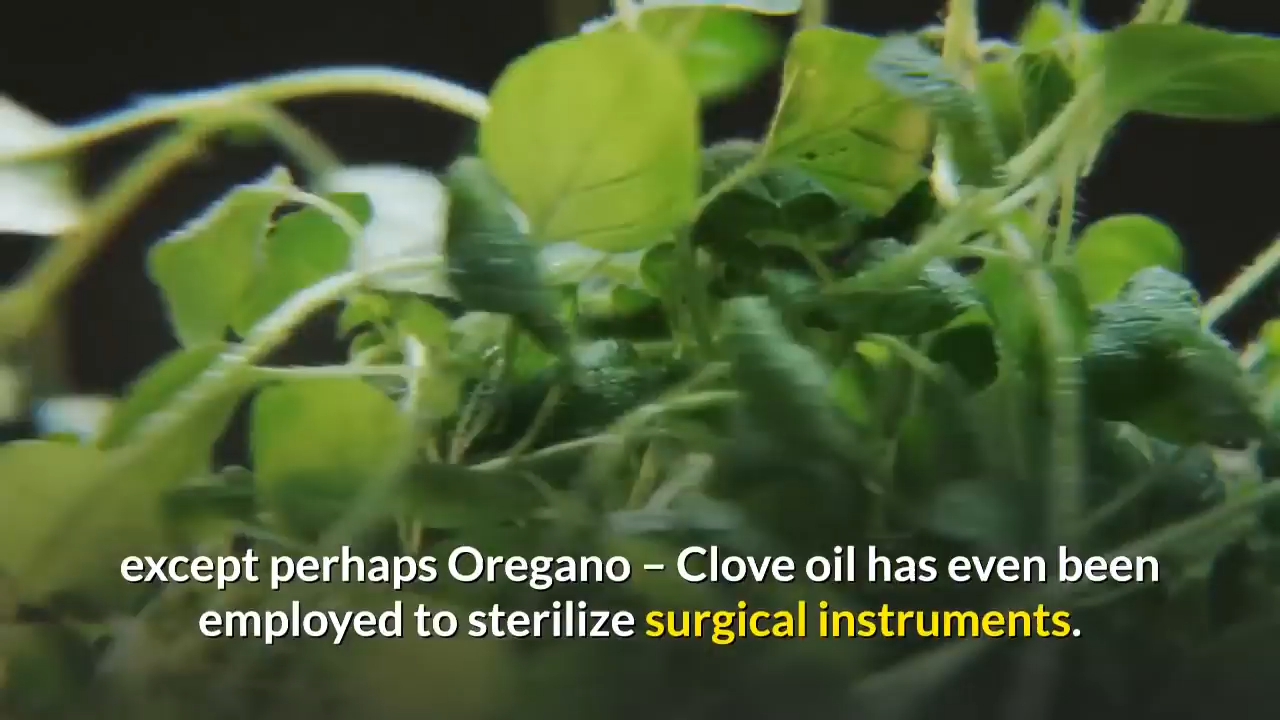 except perhaps Oregano – Clove oil has even been
employed to sterilize surgical instruments.